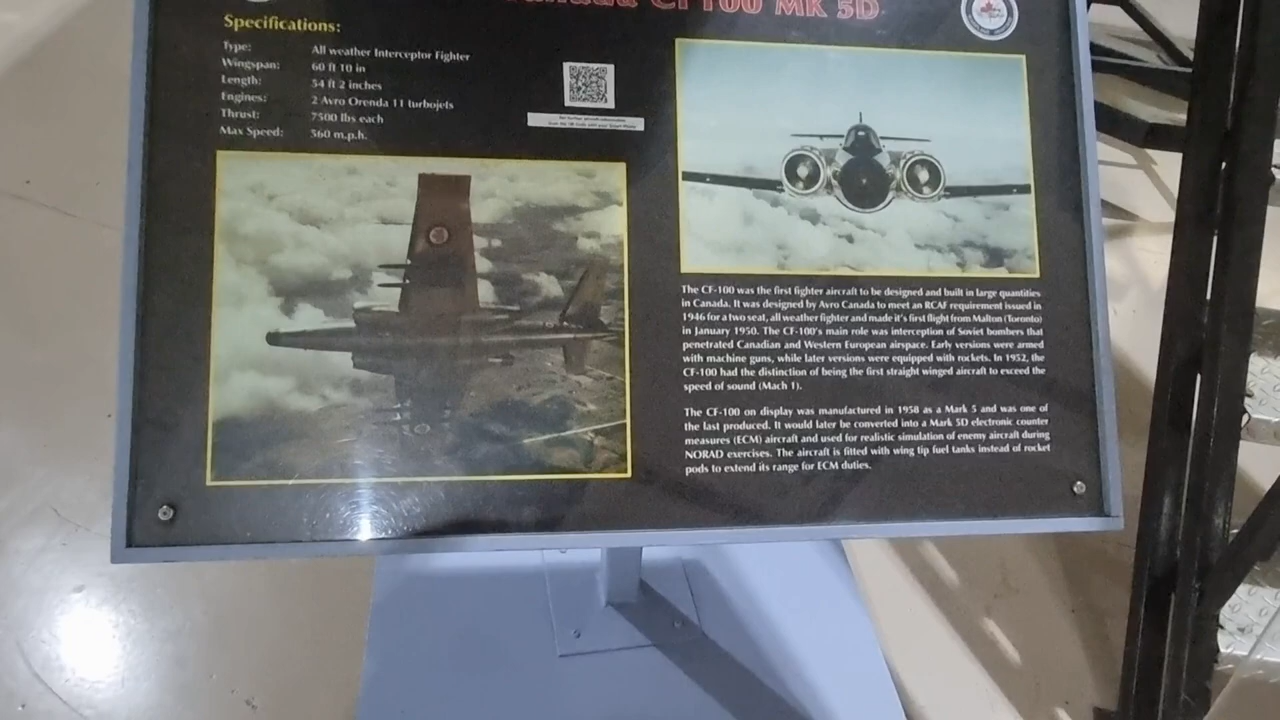 Canada CF100 MK 5D
Specifications:
Type: All weather Interceptor Fighter
Wingspan: 60 ft 10 in
Length: 54 ft 2 inches
Engines: 2 Avro Orenda 11 turbojets
Thrust: 7500 lbs each
Max Speed: 560 m.p.h.
The CF-100 was the first fighter aircraft to be designed and built in large quantities
in Canada. It was designed by Avro Canada to meet an RCAF requirement issued in
1946 for a two seat, all weather fighter and made it's first flight from Malton (Toronto)
in January 1950. The CF-100's main role was interception of Soviet bombers that
penetrated Canadian and Western European airspace. Early versions were armed
with machine guns, while later versions were equipped with rockets. In 1952, the
CF-100 had the distinction of being the first straight winged aircraft to exceed the
speed of sound (Mach 1).
The CF-100 on display was manufactured in 1958 as a Mark 5 and was one of
the last produced. It would later be converted into a Mark 5D electronic counter
measures (ECM) aircraft and used for realistic simulation of enemy aircraft during
NORAD exercises. The aircraft is fitted with wing tip fuel tanks instead of rocket
pods to extend its range for ECM duties.